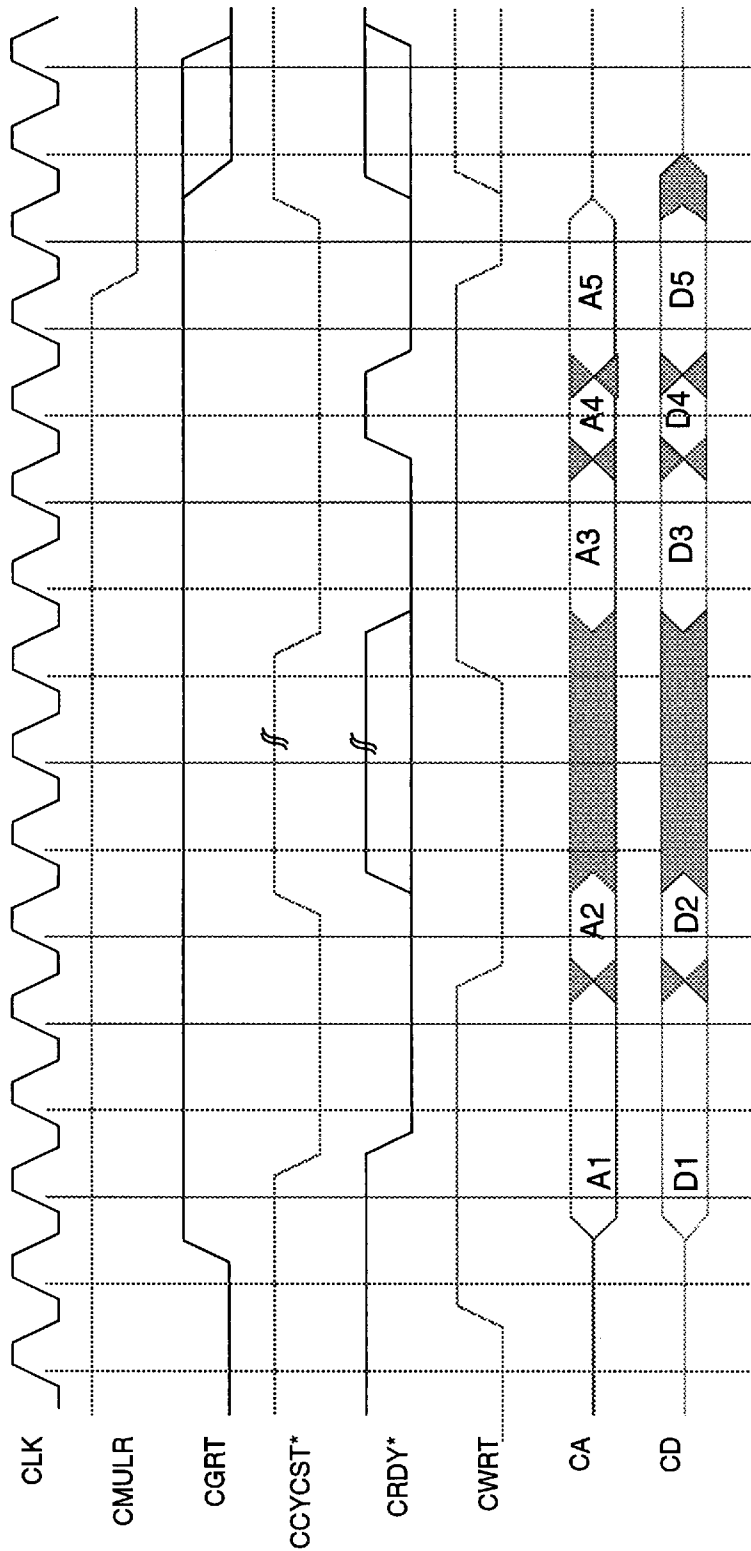 CLK
CMULR
CGRT
CCYCST*
CRDY*
CWRT
CA
A1
A2
A3
A4
A5
CD
D1
D2
D3
D4
D5